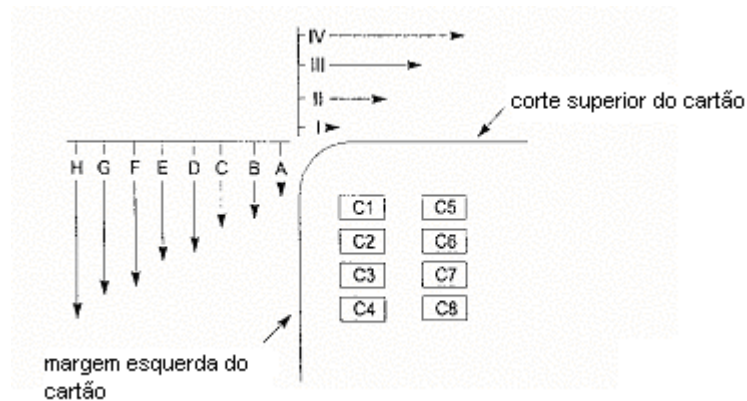 IV
III
II
I
corte superior do cartão
H G F E D C B A
C1 C5
C2 C6
C3 C7
C4 C8
margem esquerda do
cartão